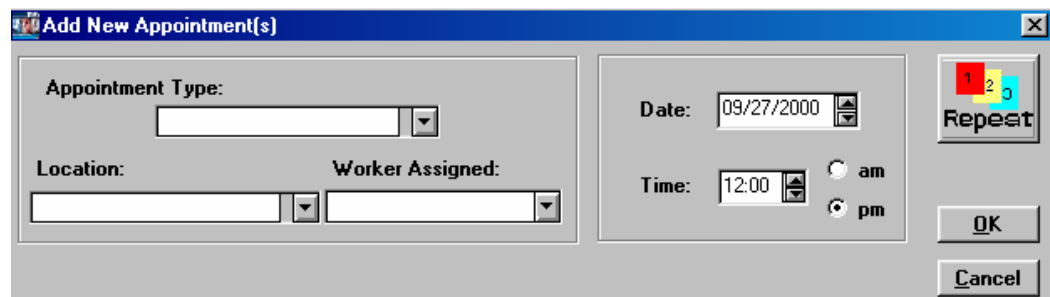 Add New Appointment(s)
Appointment Type:
Location:
Worker Assigned:
Date: 09/27/2000
Time: 12:00
am
pm
1
2
3
Repeat
OK
Cancel